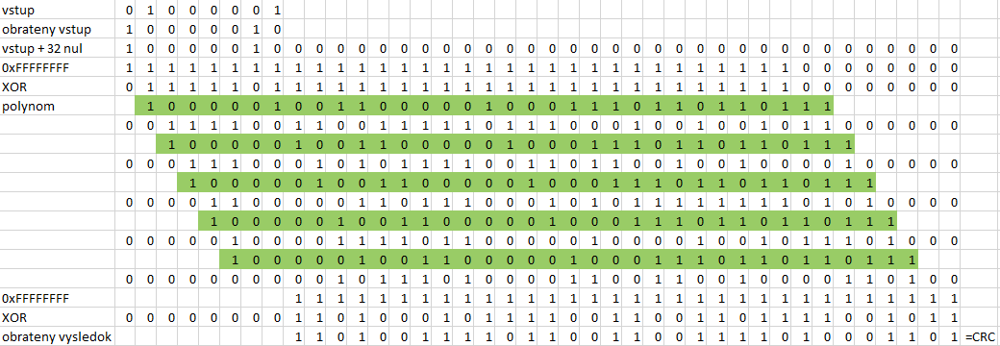 vstup 0 1 0 0 0 0 0 1
obrateny vstup 1 0 0 0 0 0 1 0
vstup + 32 nul 1 0 0 0 0 0 1 0 0 0 0 0 0 0 0 0 0 0 0 0 0 0 0 0 0 0 0 0 0 0 0 0 0 0 0 0 0 0 0 0
0xFFFFFFFF 1 1 1 1 1 1 1 1 1 1 1 1 1 1 1 1 1 1 1 1 1 1 1 1 1 1 1 1 1 1 1 1 0 0 0 0 0 0 0 0
XOR 0 1 1 1 1 1 0 1 1 1 1 1 1 1 1 1 1 1 1 1 1 1 1 1 1 1 1 1 1 1 1 1 0 0 0 0 0 0 0 0
polynom 1 0 0 0 0 0 1 0 0 1 1 0 0 0 0 0 1 0 0 0 1 1 1 0 1 1 0 1 1 0 1 1 1
0 0 1 1 1 1 0 0 1 1 0 0 1 1 1 1 1 0 1 1 1 0 0 0 1 0 0 1 0 0 1 0 1 1 0 0 0 0 0 0
1 0 0 0 0 0 1 0 0 1 1 0 0 0 0 0 1 0 0 0 1 1 1 0 1 1 0 1 1 0 1 1 1
0 0 0 1 1 1 0 0 0 1 0 1 0 1 1 1 1 0 0 1 1 0 1 1 0 0 1 0 0 1 0 0 0 0 1 0 0 0 0 0
1 0 0 0 0 0 1 0 0 1 1 0 0 0 0 0 1 0 0 0 1 1 1 0 1 1 0 1 1 0 1 1 1
0 0 0 0 1 1 0 0 0 0 0 1 1 0 1 1 1 0 0 0 1 0 1 0 1 1 1 1 1 1 1 1 0 1 0 1 0 0 0 0
1 0 0 0 0 0 1 0 0 1 1 0 0 0 0 0 1 0 0 0 1 1 1 0 1 1 0 1 1 0 1 1 1
0 0 0 0 0 1 0 0 0 0 1 1 1 1 0 1 1 0 0 0 0 0 1 0 0 0 0 1 0 0 1 0 1 1 1 0 1 0 0 0
1 0 0 0 0 0 1 0 0 1 1 0 0 0 0 0 1 0 0 0 1 1 1 0 1 1 0 1 1 0 1 1 1
0 0 0 0 0 0 0 0 0 0 1 0 1 1 1 0 1 0 0 0 0 1 1 0 0 1 1 0 0 1 0 0 0 0 1 1 0 1 0 0
0xFFFFFFFF 1 1 1 1 1 1 1 1 1 1 1 1 1 1 1 1 1 1 1 1 1 1 1 1 1 1 1 1 1 1 1 1
XOR 0 0 0 0 0 0 0 0 1 1 0 1 0 0 0 1 0 1 1 1 1 0 0 1 1 0 0 1 1 0 1 1 1 1 0 0 1 0 1 1
obrateny vysledok 1 1 0 1 0 0 1 1 1 1 0 1 1 0 0 1 1 0 0 1 1 1 1 0 1 0 0 0 1 0 1 1 =CRC